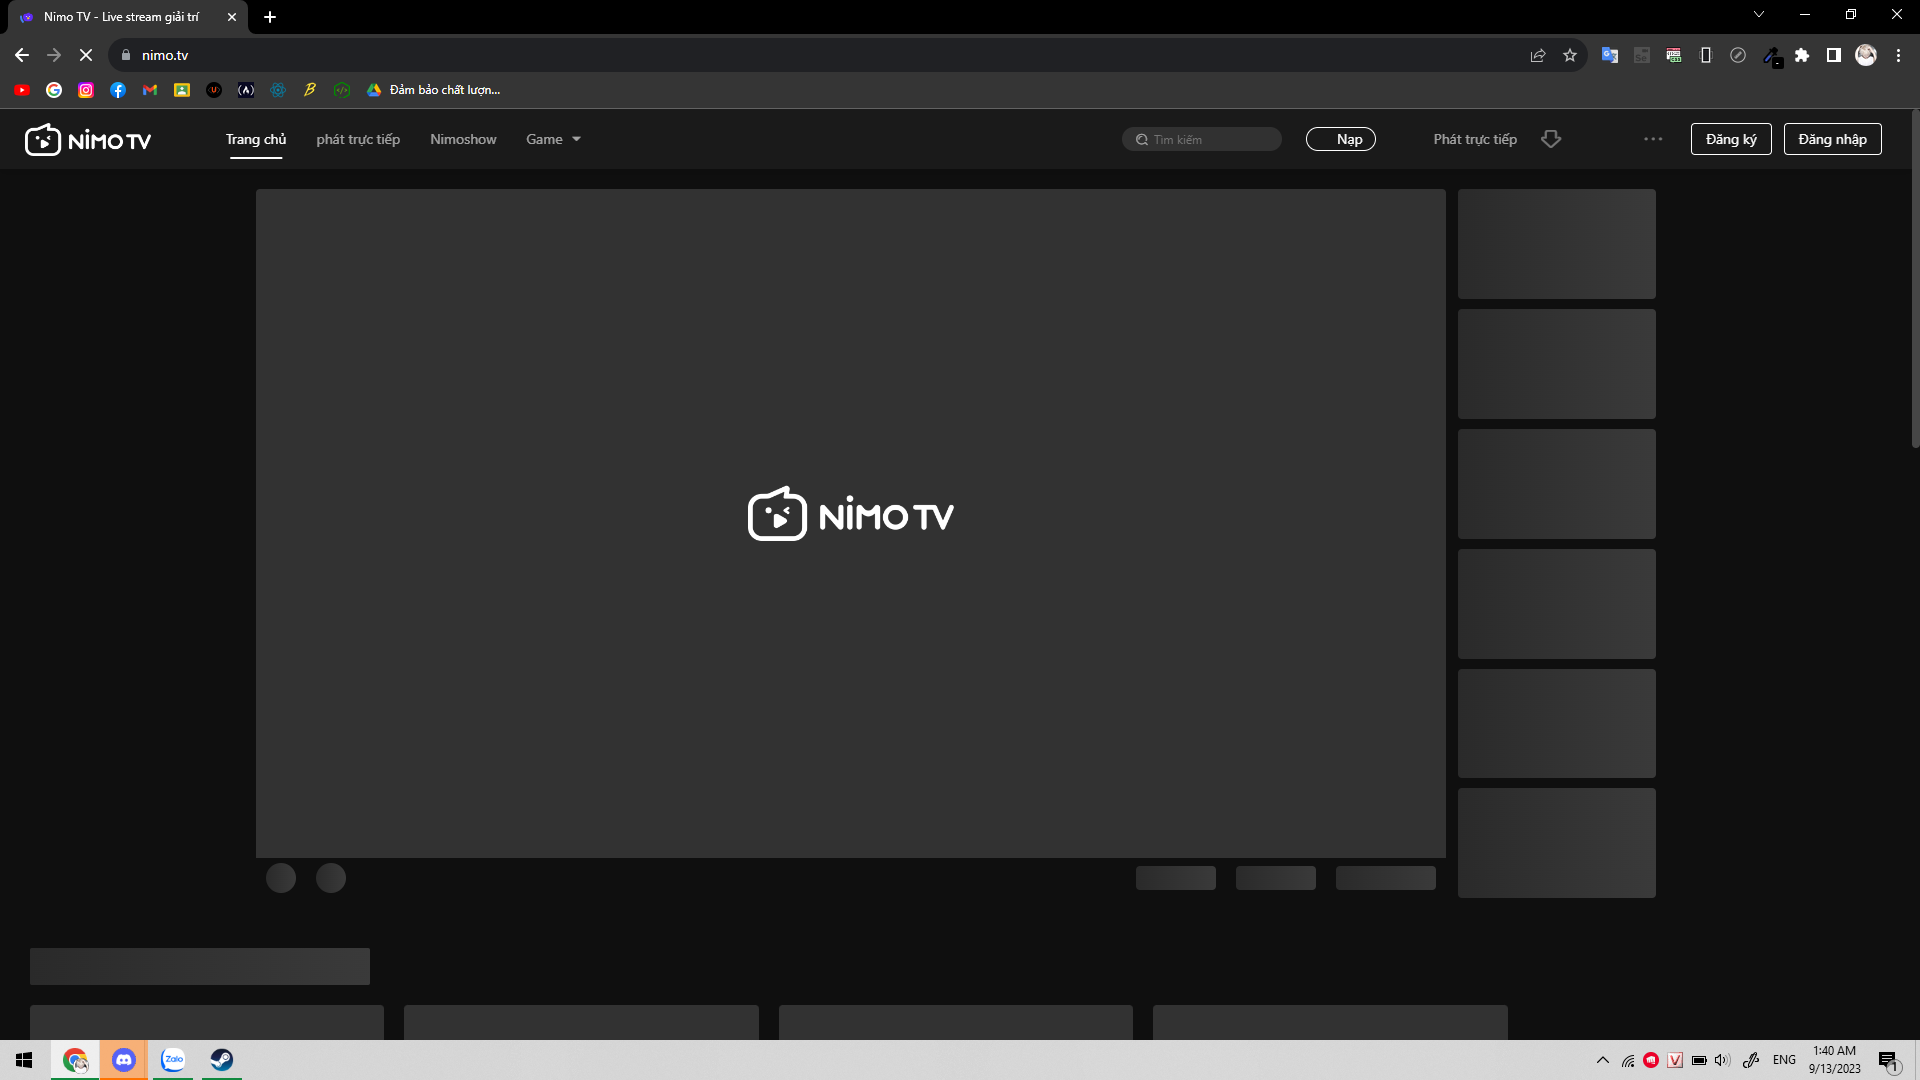 Nimo TV - Live stream giải trí
nimo.tv
Đảm bảo chất lượn...
NIMO TV
Trang chủ
phát trực tiếp
Nimoshow
Game
Tìm kiếm
Nạp
Phát trực tiếp
Đăng ký
Đăng nhập
NIMO TV
Zalo
ENG
1:40 AM
9/13/2023
1